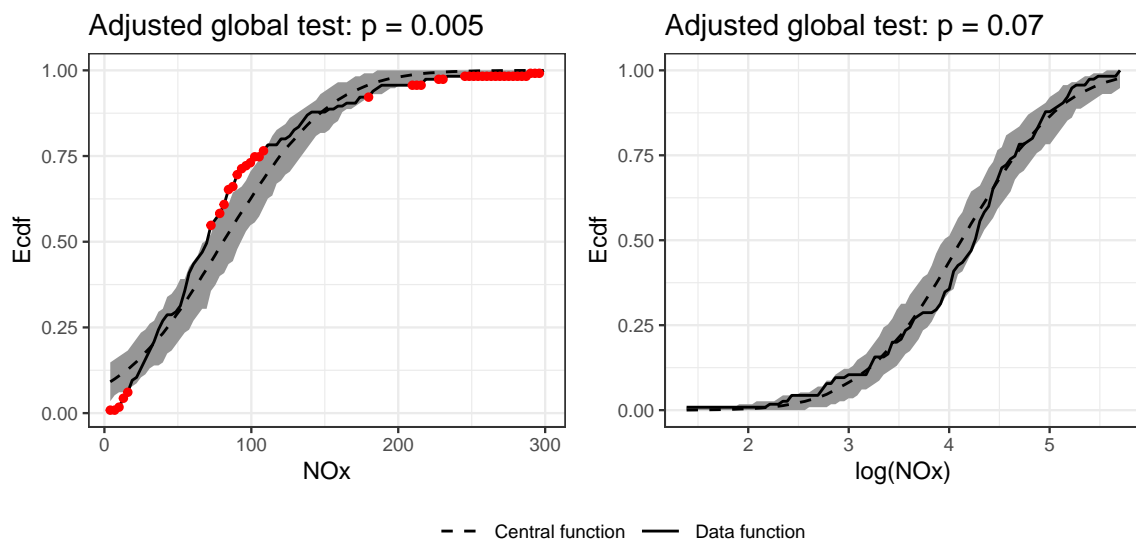 Adjusted global test: p = 0.005
Adjusted global test: p = 0.07
1.00
0.75
0.50
0.25
0.00
Ecdf
0
100
200
300
NOx
1.00
0.75
0.50
0.25
0.00
Ecdf
2
3
4
5
log(NOx)
Central function
Data function